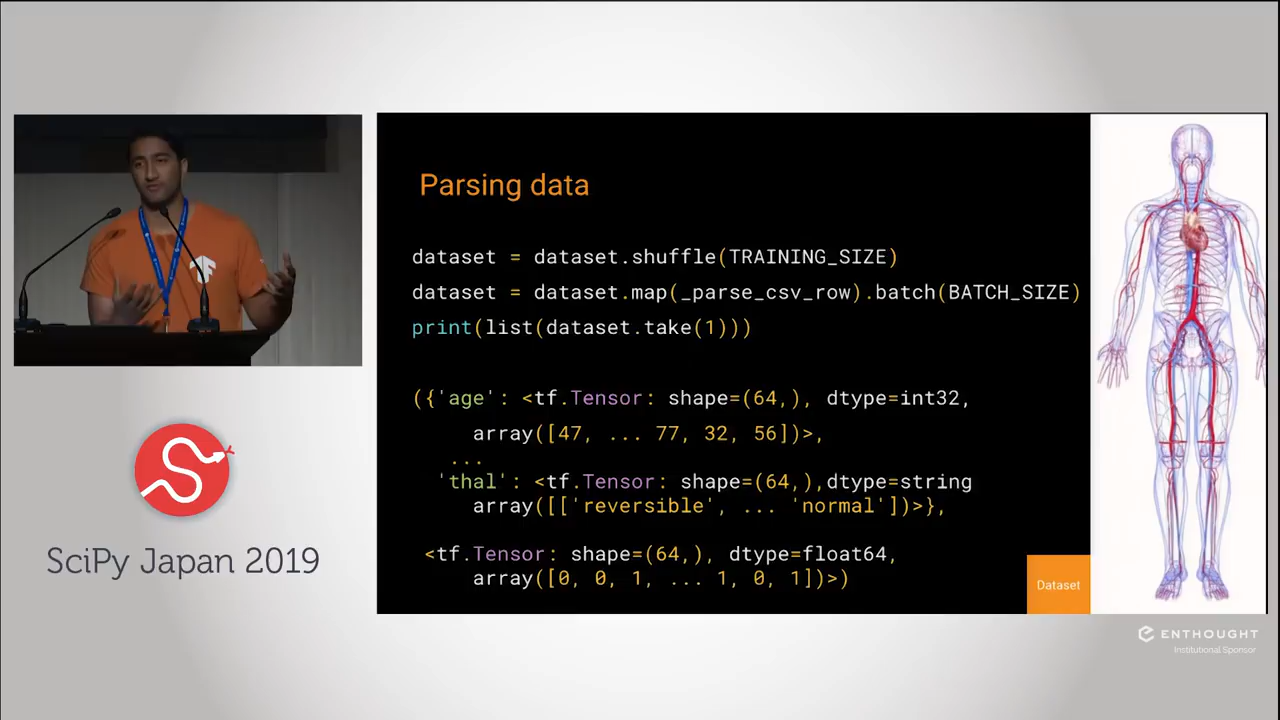 Parsing data
dataset = dataset.shuffle(TRAINING_SIZE)
dataset = dataset.map(_parse_csv_row).batch(BATCH_SIZE)
print(list(dataset.take(1)))
({'age': <tf.Tensor: shape=(64,), dtype=int32,
array([47, ... 77, 32, 56])>,
...
'thal': <tf.Tensor: shape=(64,),dtype=string
array([['reversible', ... 'normal'])>},
<tf.Tensor: shape=(64,), dtype=float64,
array([0, 0, 1, ... 1, 0, 1])>)
Dataset
SciPy Japan 2019
ENTHOUGHT
Institutional Sponsor